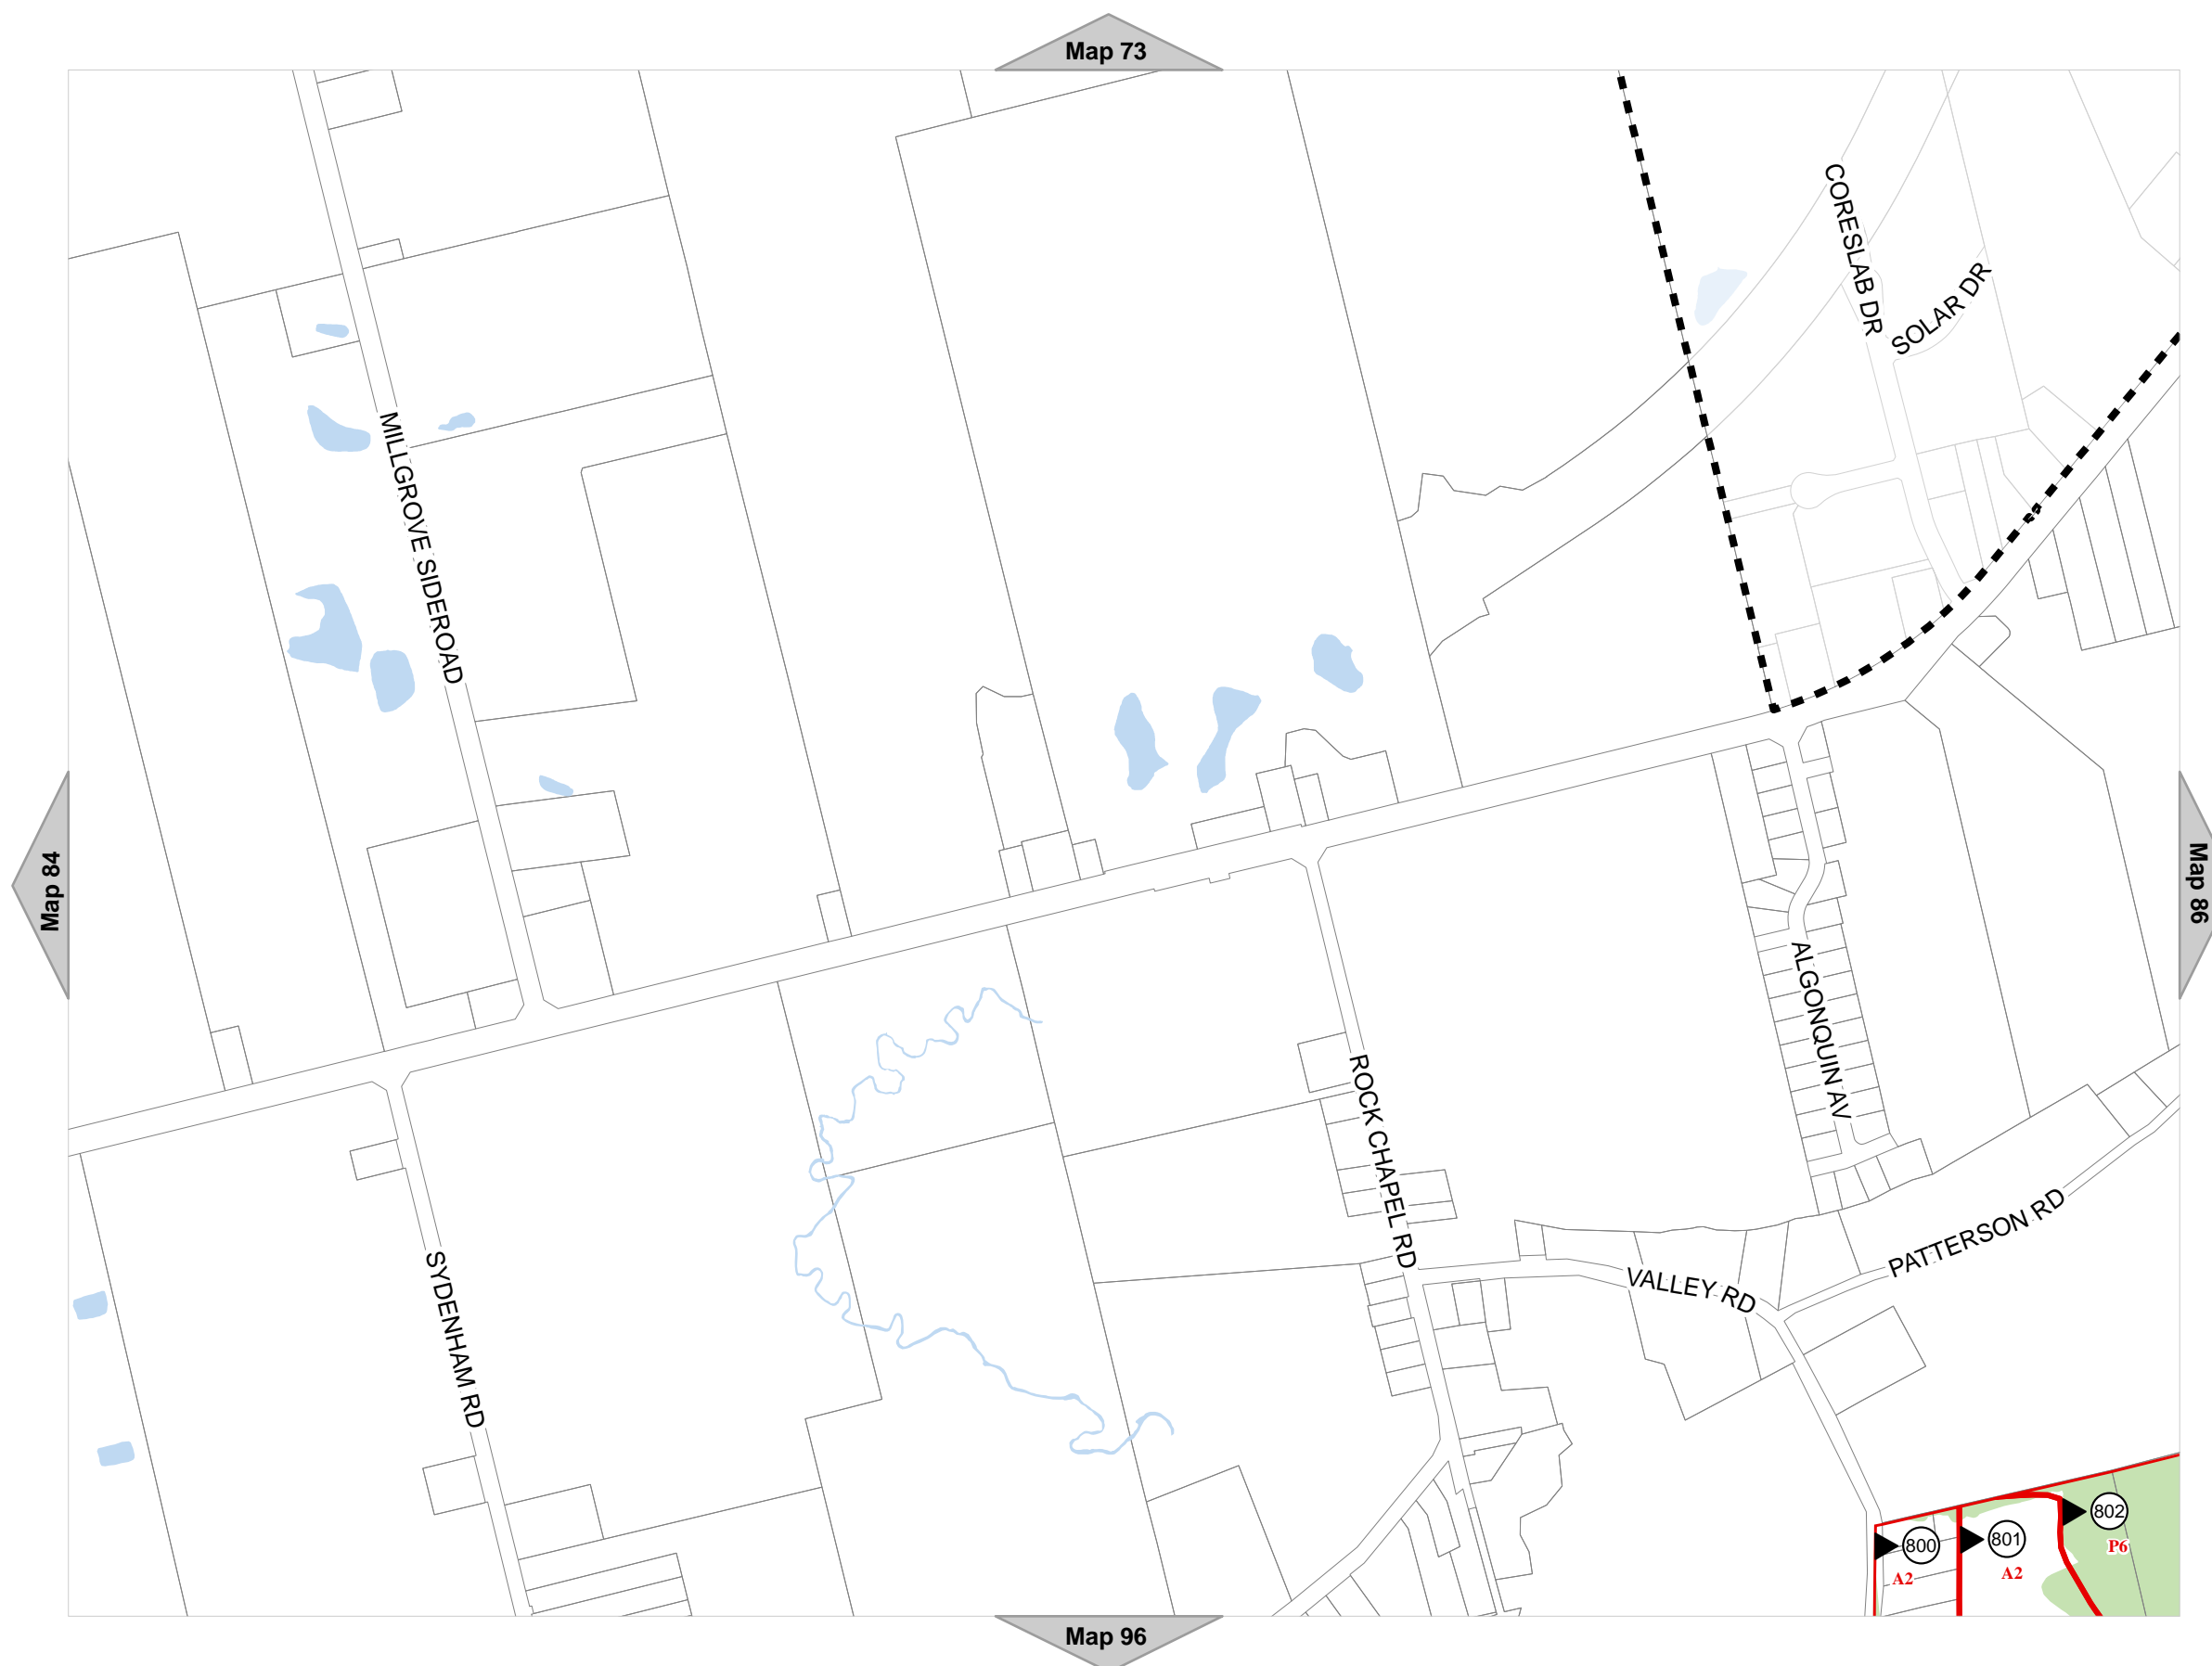 Map 73
CORESLAB DR
SOLAR DR
MILLGROVE SIDEROAD
Map 84
Map 86
ALGONQUIN AV
ROCK CHAPEL RD
SYDENHAM RD
VALLEY RD
PATTERSON RD
800
A2
801
A2
802
P6
Map 96